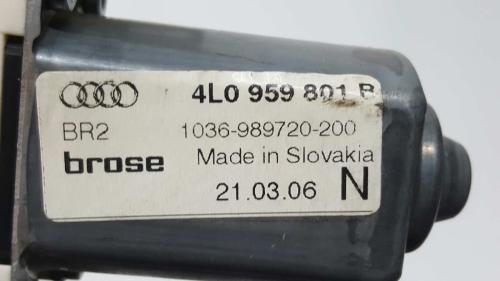 4L0 959 801 B
BR2 1036-989720-200
brose Made in Slovakia
21.03.06 N